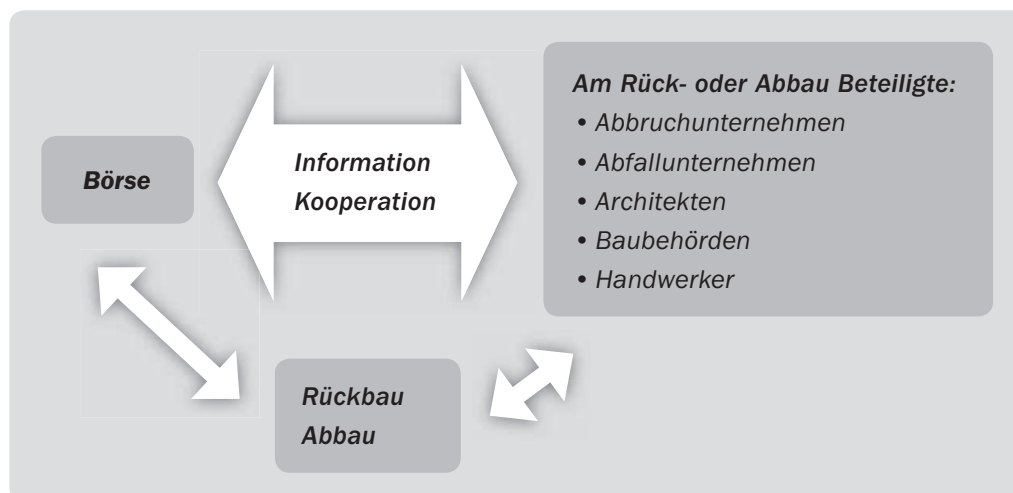 Börse
Information
Kooperation
Am Rück- oder Abbau Beteiligte:
• Abbruchunternehmen
• Abfallunternehmen
• Architekten
• Baubehörden
• Handwerker
Rückbau
Abbau